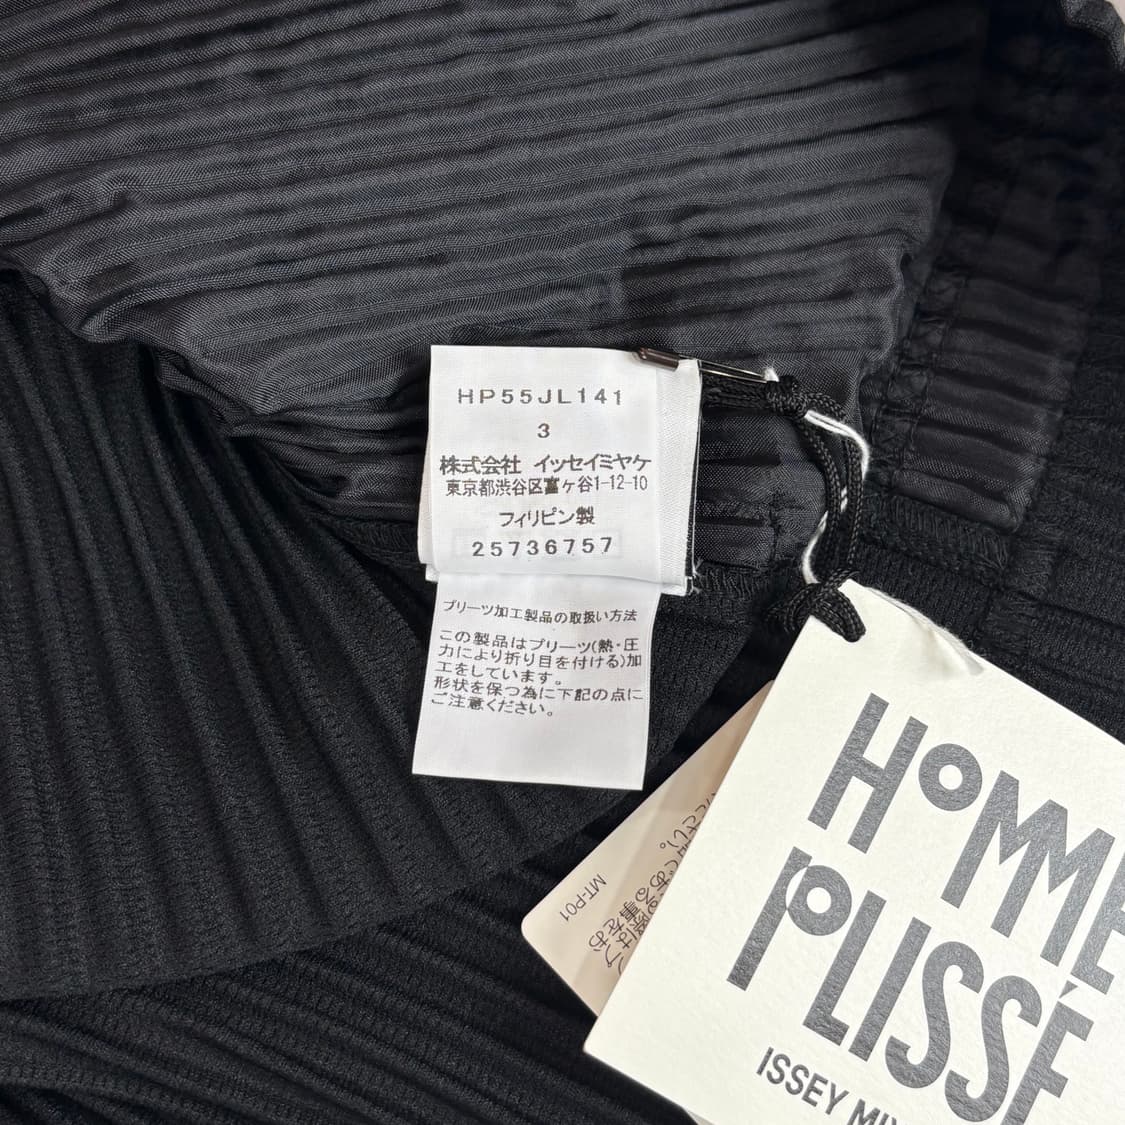 HP55JL141
3
株式会社 イッセイミヤケ
東京都渋谷区富ヶ谷1-12-10
フィリピン製
25736757
プリーツ加工製品の取扱い方法
この製品はプリーツ(熱・圧
力により折り目を付ける)加
工をしています。
形状を保つ為に下記の点に
ご注意ください。
MT-P01
HOMME
PLISSÉ
ISSEY